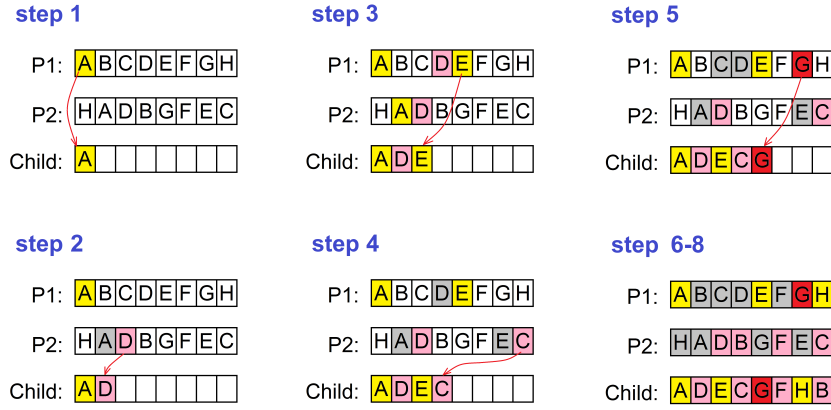 step 1
P1: A B C D E F G H
P2: H A D B G F E C
Child: A
step 2
P1: A B C D E F G H
P2: H A D B G F E C
Child: A D
step 3
P1: A B C D E F G H
P2: H A D B G F E C
Child: A D E
step 4
P1: A B C D E F G H
P2: H A D B G F E C
Child: A D E C
step 5
P1: A B C D E F G H
P2: H A D B G F E C
Child: A D E C G
step 6-8
P1: A B C D E F G H
P2: H A D B G F E C
Child: A D E C G F H B